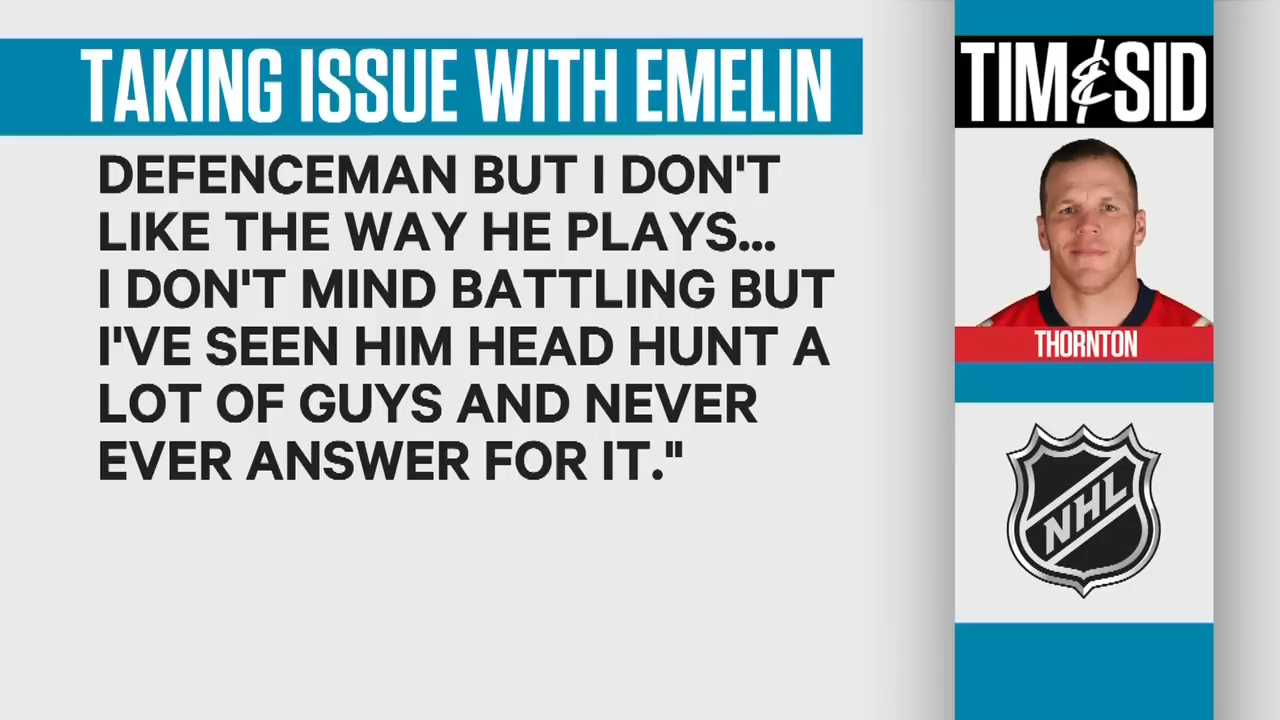 TAKING ISSUE WITH EMELIN
DEFENCEMAN BUT I DON'T
LIKE THE WAY HE PLAYS...
I DON'T MIND BATTLING BUT
I'VE SEEN HIM HEAD HUNT A
LOT OF GUYS AND NEVER
EVER ANSWER FOR IT."
TIM & SID
THORNTON
NHL